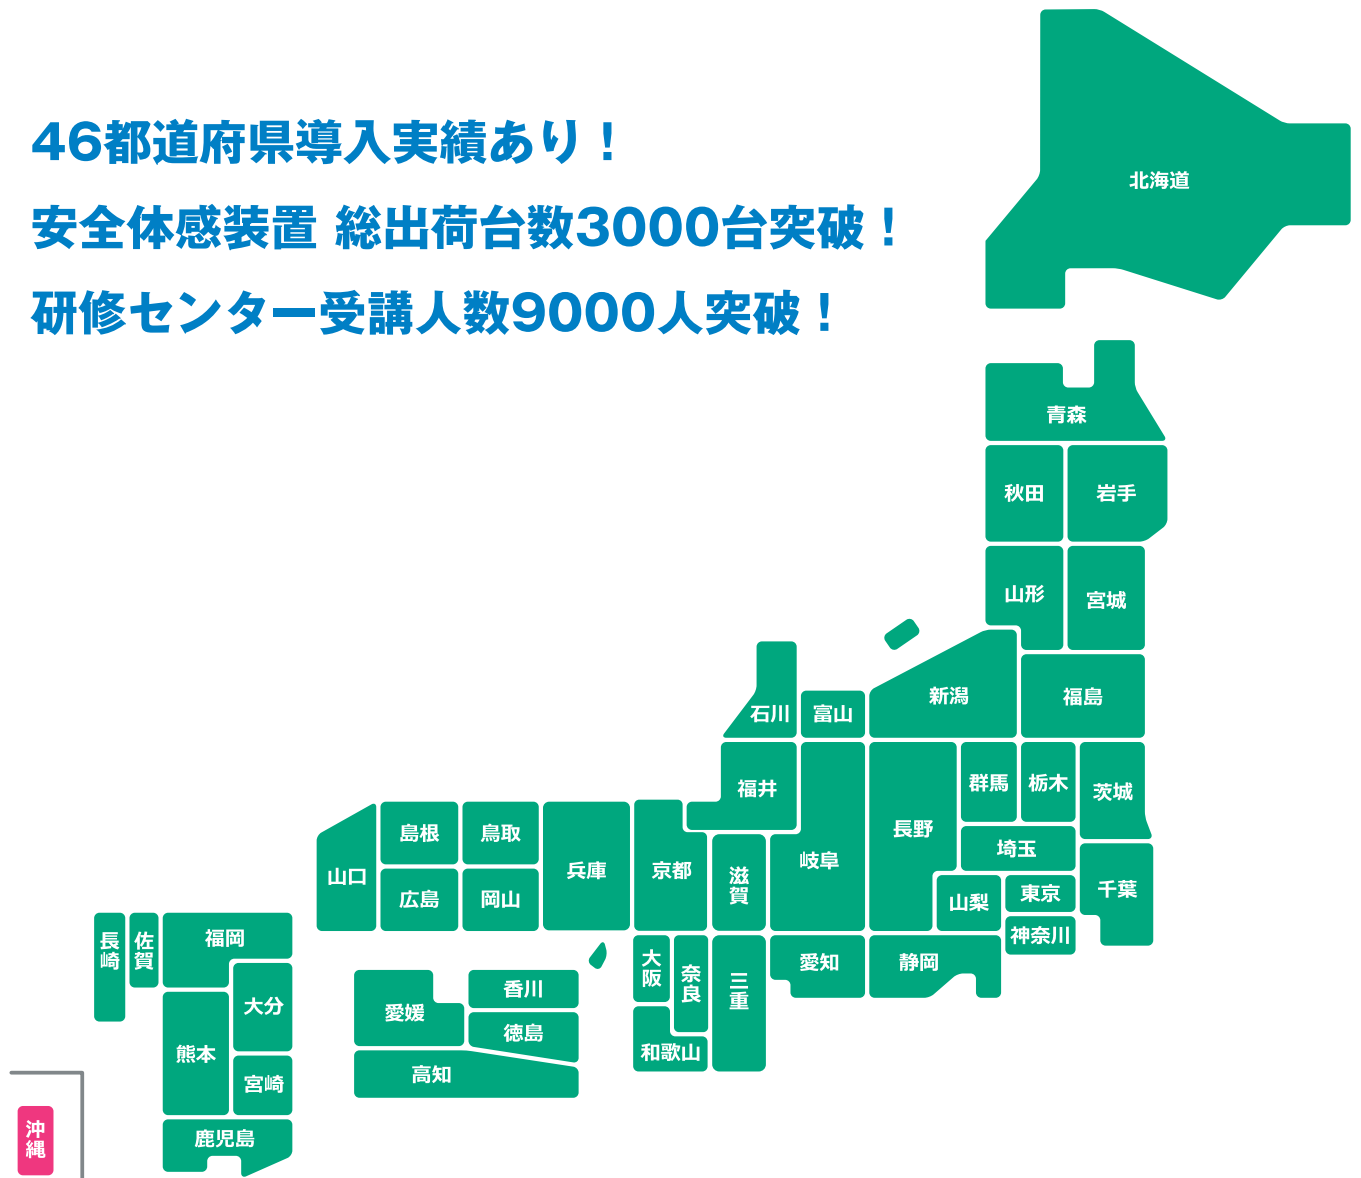 46都道府県導入実績あり！
安全体感装置 総出荷台数3000台突破！
研修センター受講人数9000人突破！
北海道
青森
秋田
岩手
山形
宮城
新潟
福島
石川
富山
福井
群馬
栃木
茨城
長野
岐阜
埼玉
島根
鳥取
兵庫
京都
滋賀
山口
広島
岡山
山梨
東京
千葉
神奈川
長崎
佐賀
福岡
大阪
奈良
三重
愛知
静岡
大分
熊本
愛媛
香川
徳島
和歌山
高知
宮崎
鹿児島
沖縄